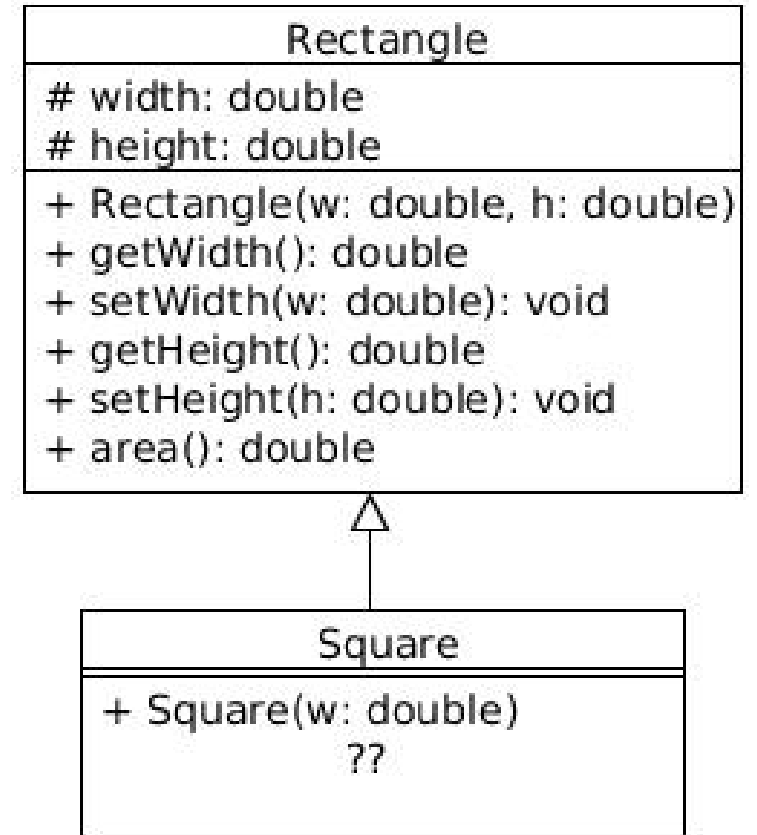 Rectangle
# width: double
# height: double
+ Rectangle(w: double, h: double)
+ getWidth(): double
+ setWidth(w: double): void
+ getHeight(): double
+ setHeight(h: double): void
+ area(): double
Square
+ Square(w: double)
??